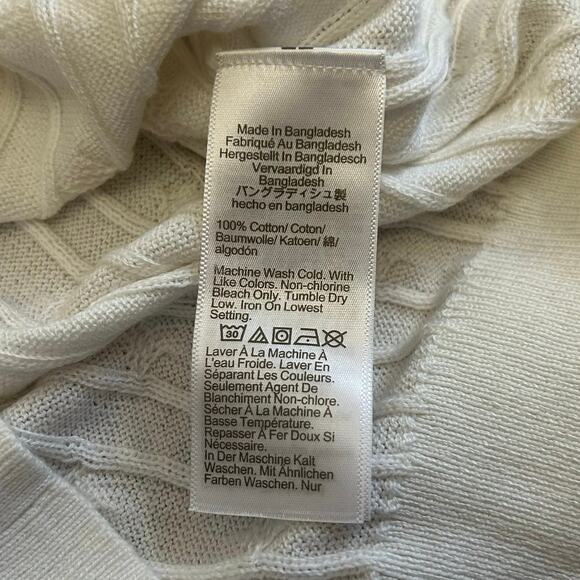 Made In Bangladesh
Fabriqué Au Bangladesh
Hergestellt In Bangladesch
Vervaardigd In
Bangladesh
バングラディシュ製
hecho en bangladesh
100% Cotton/ Coton/
Baumwolle/ Katoen/ 綿/
algodón
Machine Wash Cold. With
Like Colors. Non-chlorine
Bleach Only. Tumble Dry
Low. Iron On Lowest
Setting.
30
Laver À La Machine À
L'eau Froide. Laver En
Séparant Les Couleurs.
Seulement Agent De
Blanchiment Non-chlore.
Sécher À La Machine À
Basse Température.
Repasser À Fer Doux Si
Nécessaire.
In Der Maschine Kalt
Waschen. Mit Ähnlichen
Farben Waschen. Nur